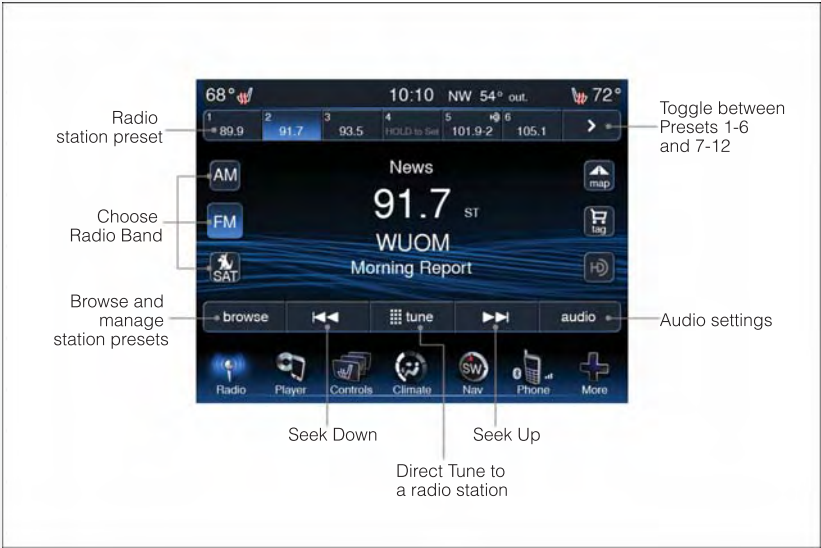 68° 10:10 NW 54° out. 72°
1 2 3 4 5 6
89.9 91.7 93.5 HOLD to Set 101.9-2 105.1 >
Radio
station preset
Toggle between
Presets 1-6
and 7-12
AM
News
map
91.7 ST
FM
tag
Choose
Radio Band
WUOM
SAT
Morning Report
HD
Browse and
manage
station presets
browse tune audio
Audio settings
SW
Radio Player Controls Climate Nav Phone More
Seek Down Seek Up
Direct Tune to
a radio station